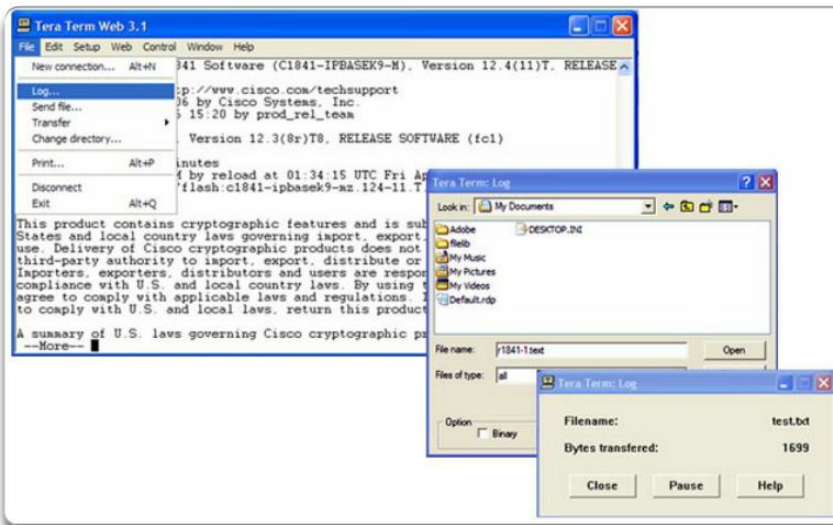 Tera Term Web 3.1
File Edit Setup Web Control Window Help
New connection... Alt+N
Log...
Send file...
Transfer
Change directory...
Print... Alt+P
Disconnect
Exit Alt+Q
841 Software (C1841-IPBASEK9-M), Version 12.4(11)T, RELEASE
p://www.cisco.com/techsupport
06 by Cisco Systems, Inc.
15:20 by prod_rel_team
Version 12.3(8r)T8, RELEASE SOFTWARE (fc1)
inutes
M by reload at 01:34:15 UTC Fri Ap
"flash:c1841-ipbasek9-mz.124-11.T
This product contains cryptographic features and is sub
States and local country laws governing import, export,
use. Delivery of Cisco cryptographic products does not
third-party authority to import, export, distribute or
Importers, exporters, distributors and users are respon
compliance with U.S. and local country laws. By using t
agree to comply with applicable laws and regulations. I
to comply with U.S. and local laws, return this product
A summary of U.S. laws governing Cisco cryptographic pr
--More--
Tera Term: Log
Look in: My Documents
Adobe
filelib
My Music
My Pictures
My Videos
Default.rdp
DESKTOP.INI
File name: r1841-1.text
Open
Files of type: all
Option
Binary
Tera Term: Log
Filename: test.txt
Bytes transfered: 1699
Close Pause Help